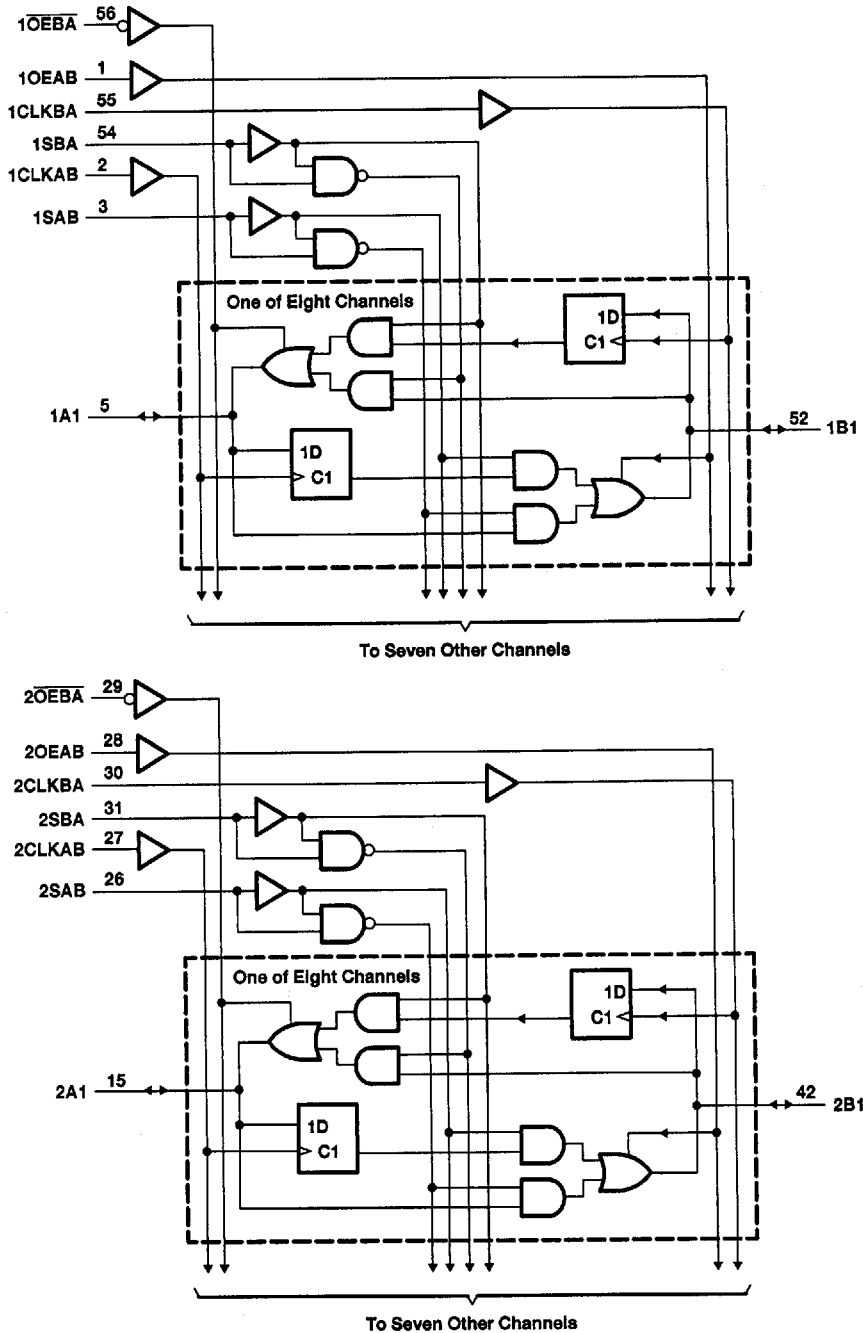 1OEBA 56
1OEAB 1
1CLKBA 55
1SBA 54
1CLKAB 2
1SAB 3
One of Eight Channels
1D
C1
1A1 5
52 1B1
1D
C1
To Seven Other Channels
2OEBA 29
2OEAB 28
2CLKBA 30
2SBA 31
2CLKAB 27
2SAB 26
One of Eight Channels
1D
C1
2A1 15
42 2B1
1D
C1
To Seven Other Channels